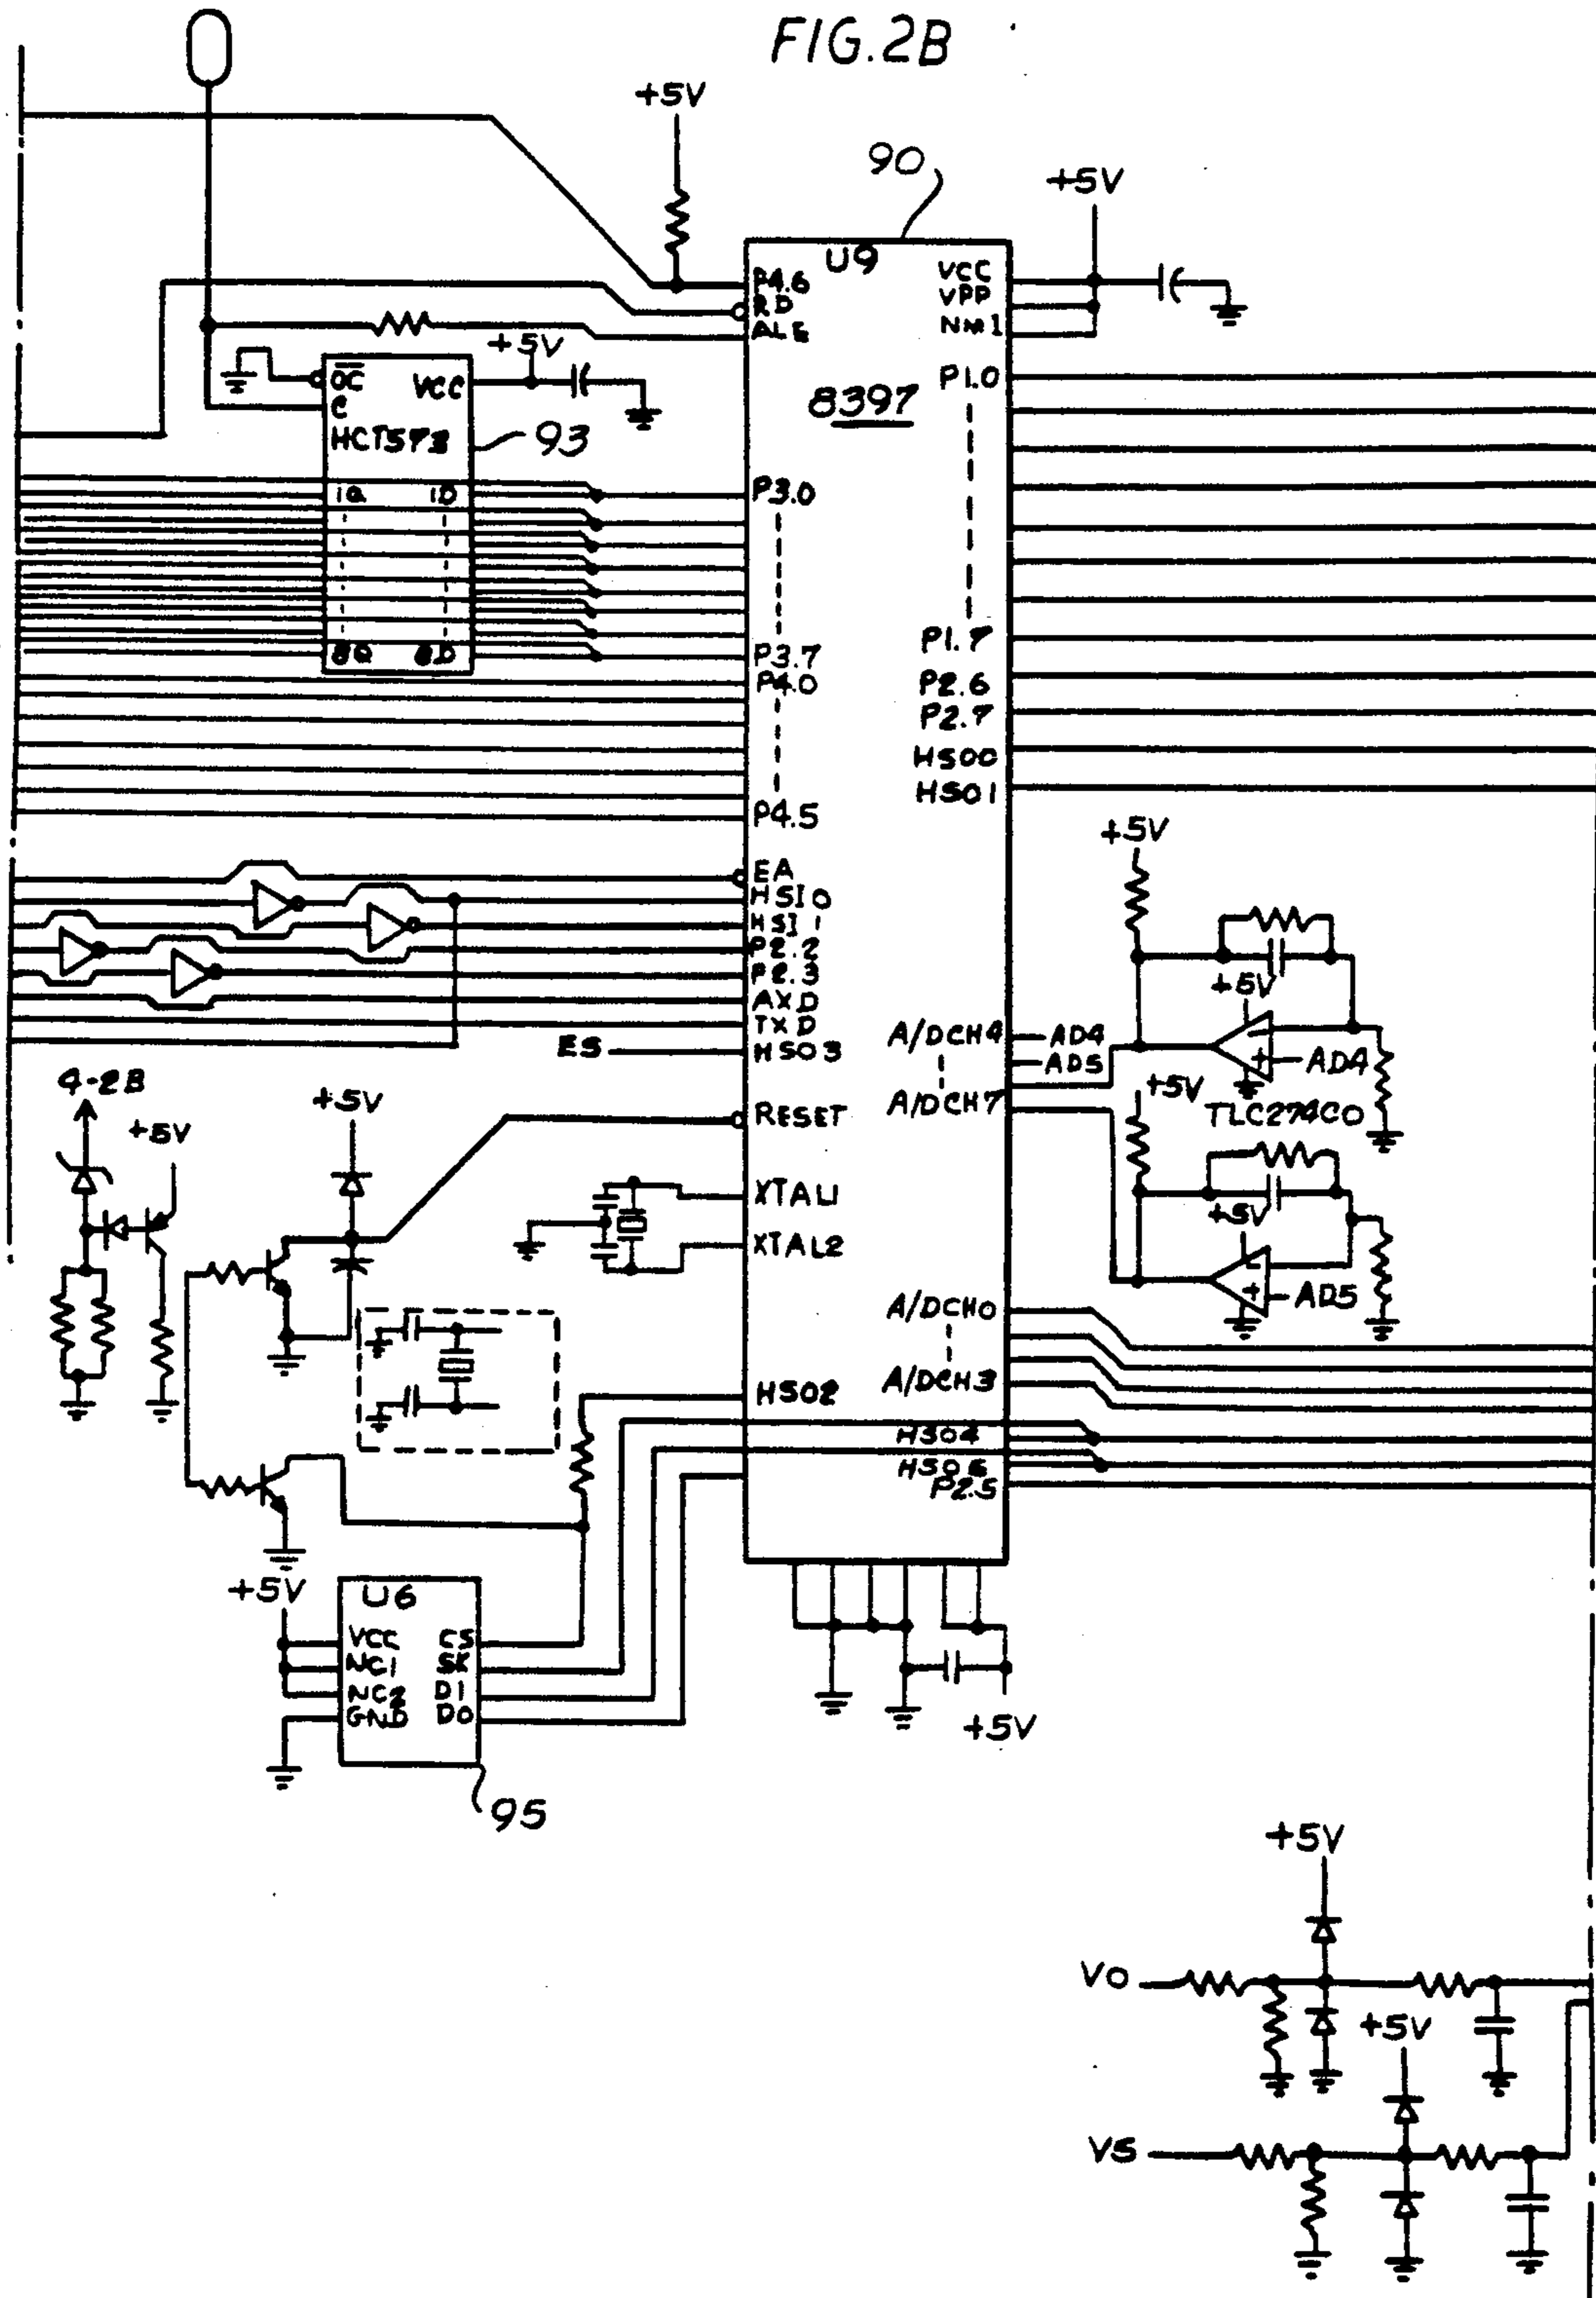 FIG.2B
+5V
90
+5V
U9
P4.6
RD
ALE
VCC
VPP
NMI
+5V
OC
C
VCC
HCT573
93
8397
P1.0
1Q 1D
P3.0
8Q 8D
P3.7
P4.0
P1.7
P2.6
P2.7
HSO0
HSO1
P4.5
+5V
EA
HSI0
HSI1
P2.2
P2.3
AXD
TXD
ES
HSO3
+5V
A/DCH4
AD4
AD5
AD4
A/DCH7
+5V
TLC274CO
4-2B
+5V
+5V
RESET
XTAL1
XTAL2
+5V
AD5
A/DCH0
A/DCH3
HSO2
HSO4
P2.5
+5V
U6
VCC CS
NC1 SK
NC2 DI
GND DO
+5V
95
+5V
VO
+5V
VS